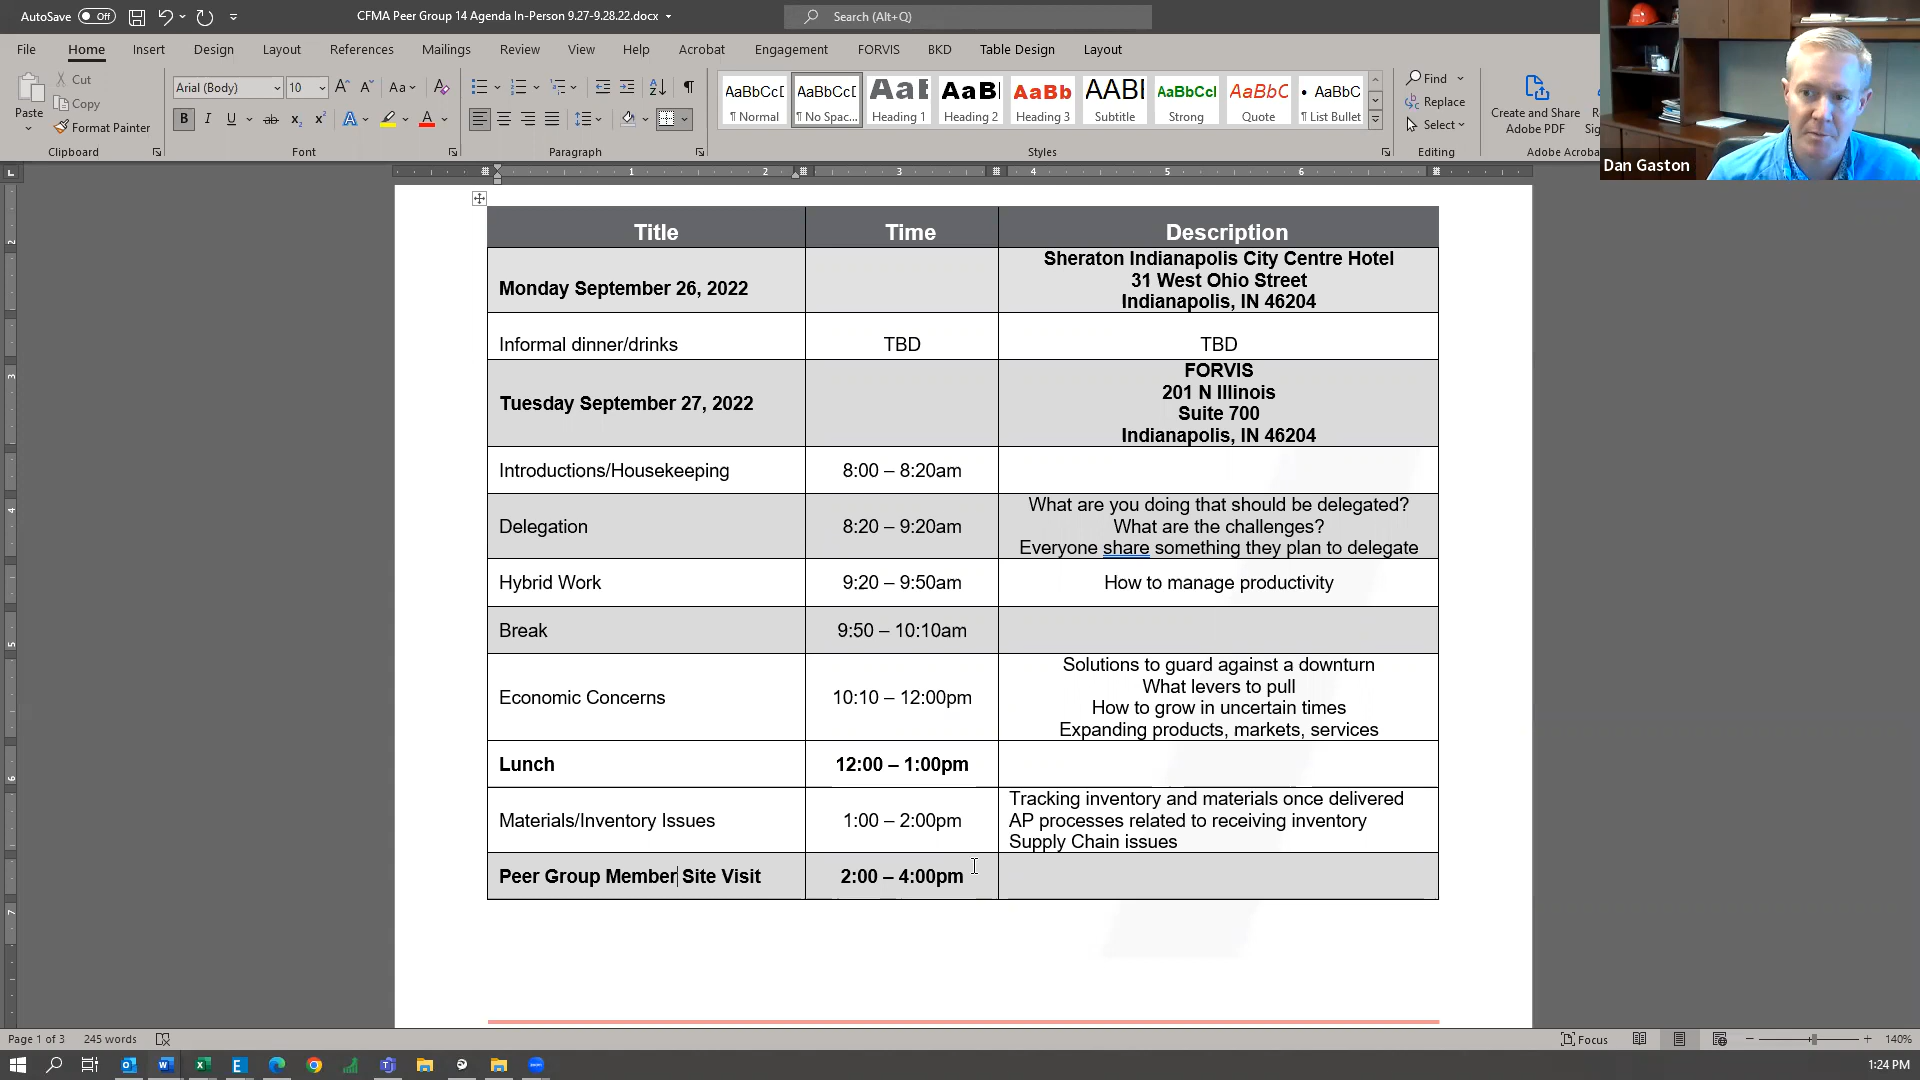 AutoSave Off
CFMA Peer Group 14 Agenda In-Person 9.27-9.28.22.docx
Search (Alt+Q)
File Home Insert Design Layout References Mailings Review View Help Acrobat Engagement FORVIS BKD Table Design Layout
Paste
Cut
Copy
Format Painter
Clipboard
Arial (Body) 10
Font
Paragraph
AaBbCcD AaBbCcD AaB AaBl AaBb AABl AaBbCcl AaBbCc AaBbC
¶ Normal ¶ No Spac... Heading 1 Heading 2 Heading 3 Subtitle Strong Quote ¶ List Bullet
Styles
Find
Replace
Select
Editing
Create and Share
Adobe PDF
Adobe Acroba
Dan Gaston
Title Time Description
Monday September 26, 2022
Sheraton Indianapolis City Centre Hotel
31 West Ohio Street
Indianapolis, IN 46204
Informal dinner/drinks TBD TBD
Tuesday September 27, 2022
FORVIS
201 N Illinois
Suite 700
Indianapolis, IN 46204
Introductions/Housekeeping 8:00 – 8:20am
Delegation 8:20 – 9:20am
What are you doing that should be delegated?
What are the challenges?
Everyone share something they plan to delegate
Hybrid Work 9:20 – 9:50am How to manage productivity
Break 9:50 – 10:10am
Economic Concerns 10:10 – 12:00pm
Solutions to guard against a downturn
What levers to pull
How to grow in uncertain times
Expanding products, markets, services
Lunch 12:00 – 1:00pm
Materials/Inventory Issues 1:00 – 2:00pm
Tracking inventory and materials once delivered
AP processes related to receiving inventory
Supply Chain issues
Peer Group Member Site Visit 2:00 – 4:00pm
Page 1 of 3 245 words
Focus
140%
1:24 PM